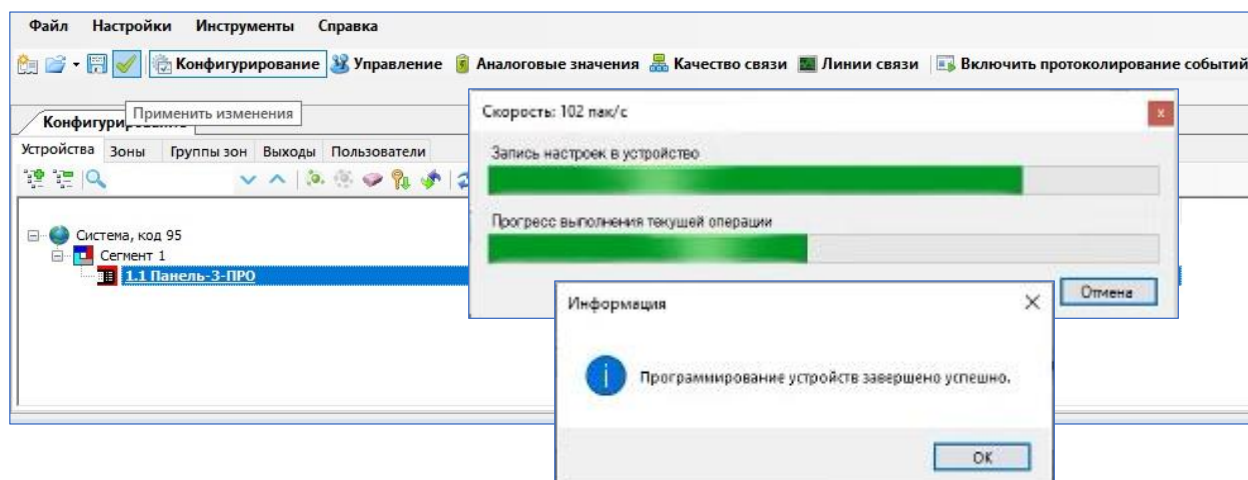 Файл Настройки Инструменты Справка
Конфигурирование Управление Аналоговые значения Качество связи Линии связи Включить протоколирование событий
Применить изменения
Устройства Зоны Группы зон Выходы Пользователи
Система, код 95
Сегмент 1
1.1 Панель-3-ПРО
Скорость: 102 пак/с
Запись настроек в устройство
Прогресс выполнения текущей операции
Отмена
Информация
Программирование устройств завершено успешно.
OK